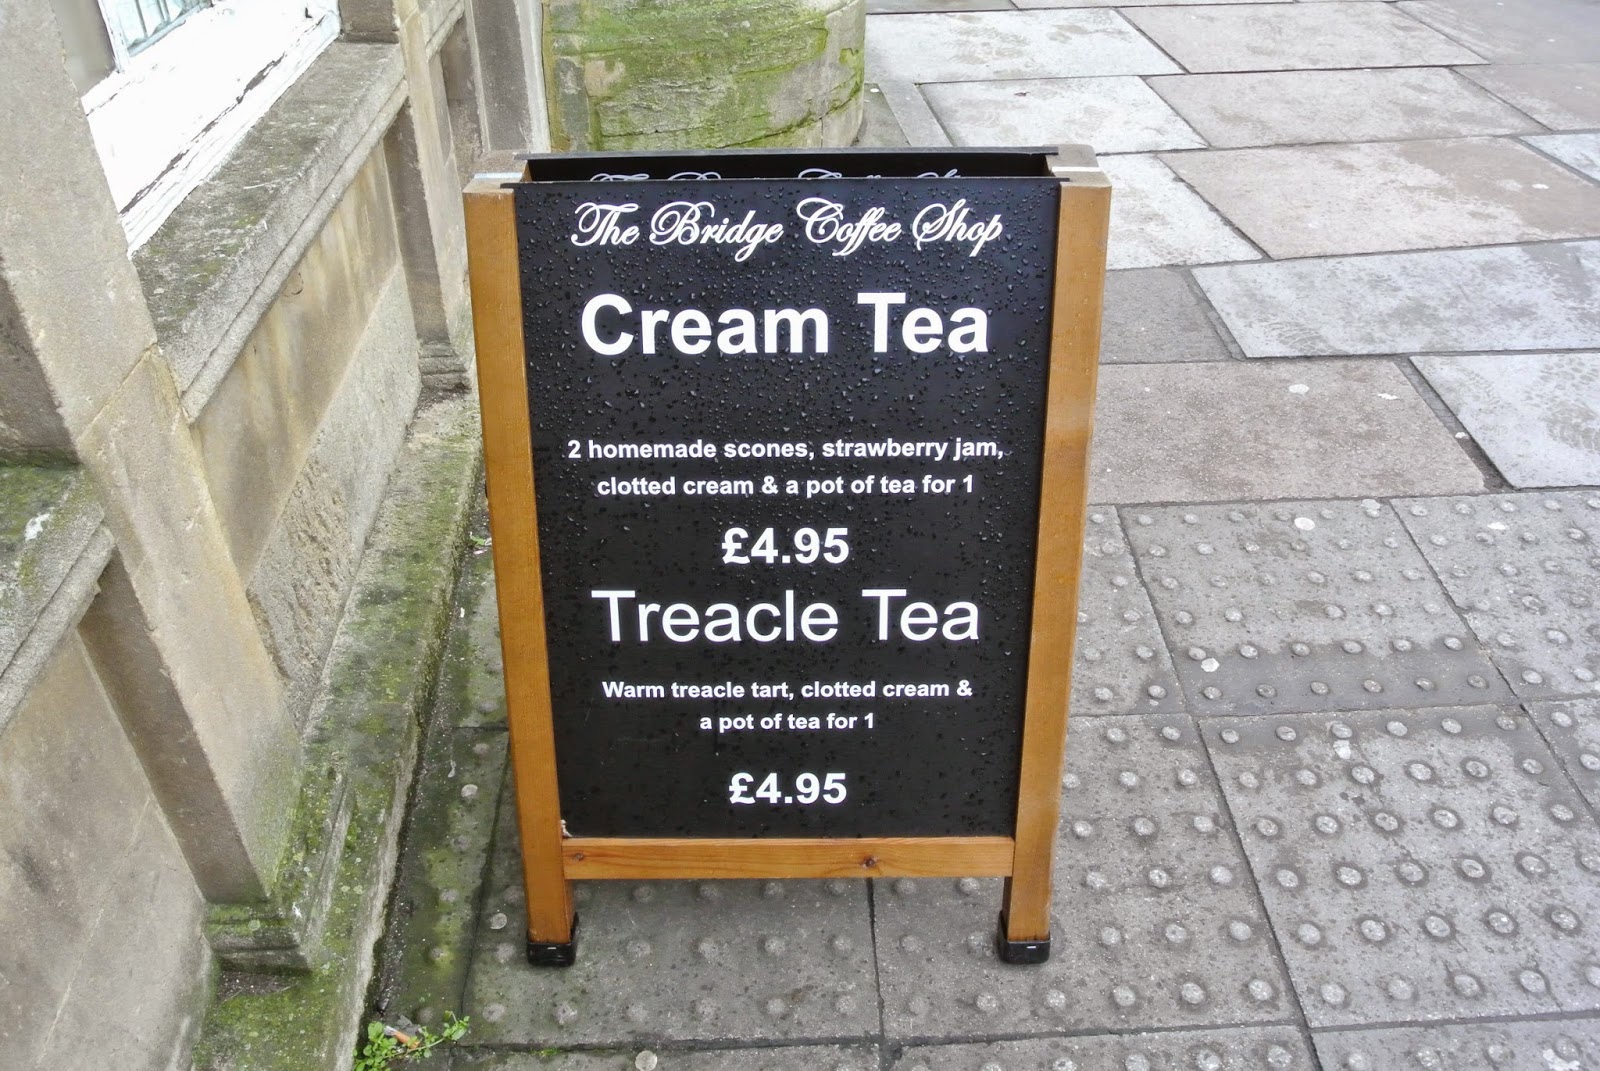 The Bridge Coffee Shop
Cream Tea
2 homemade scones, strawberry jam,
clotted cream & a pot of tea for 1
£4.95
Treacle Tea
Warm treacle tart, clotted cream &
a pot of tea for 1
£4.95